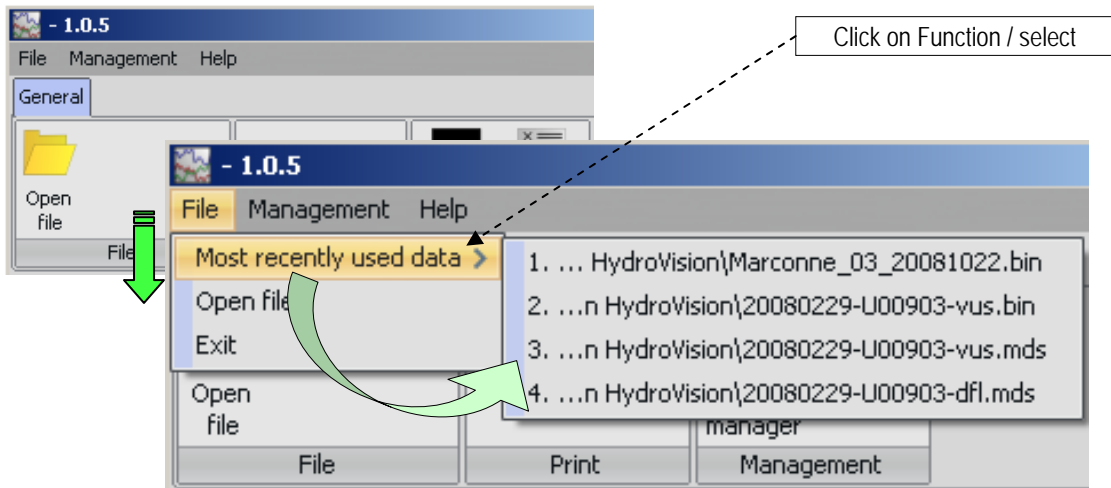 - 1.0.5
Click on Function / select
File Management Help
General
Open
file
File
- 1.0.5
File Management Help
Most recently used data >
Open file
Exit
1. ... HydroVision\Marconne_03_20081022.bin
2. ...n HydroVision\20080229-U00903-vus.bin
3. ...n HydroVision\20080229-U00903-vus.mds
4. ...n HydroVision\20080229-U00903-dfl.mds
Open
file
manager
File Print Management